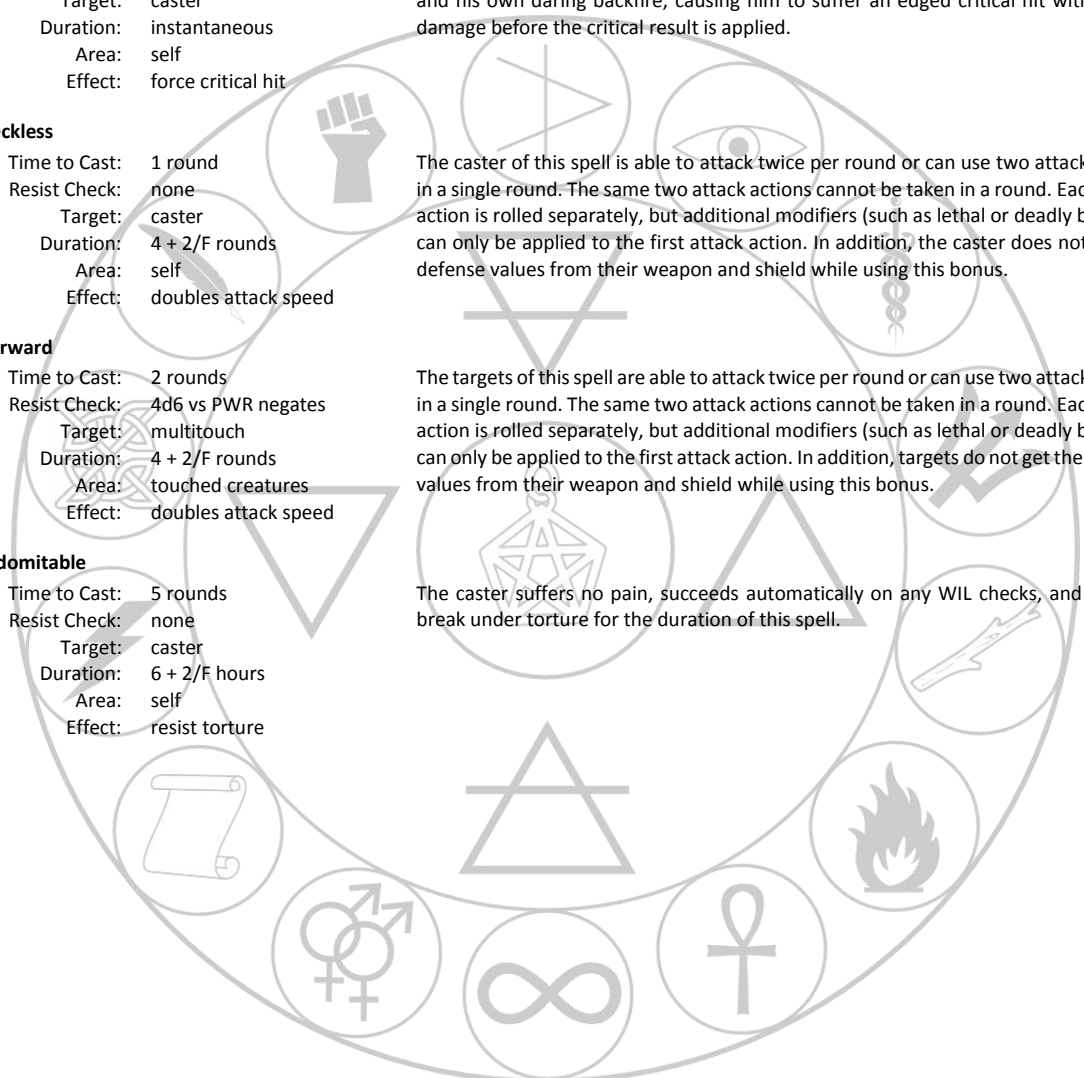 Target: caster
Duration: instantaneous
Area: self
Effect: force critical hit
and his own daring backfire, causing him to suffer an edged critical hit with
damage before the critical result is applied.
eckless
Time to Cast: 1 round
Resist Check: none
Target: caster
Duration: 4 + 2/F rounds
Area: self
Effect: doubles attack speed
The caster of this spell is able to attack twice per round or can use two attack
in a single round. The same two attack actions cannot be taken in a round. Eac
action is rolled separately, but additional modifiers (such as lethal or deadly b
can only be applied to the first attack action. In addition, the caster does not
defense values from their weapon and shield while using this bonus.
rward
Time to Cast: 2 rounds
Resist Check: 4d6 vs PWR negates
Target: multitouch
Duration: 4 + 2/F rounds
Area: touched creatures
Effect: doubles attack speed
The targets of this spell are able to attack twice per round or can use two attack
in a single round. The same two attack actions cannot be taken in a round. Eac
action is rolled separately, but additional modifiers (such as lethal or deadly b
can only be applied to the first attack action. In addition, targets do not get the
values from their weapon and shield while using this bonus.
domitable
Time to Cast: 5 rounds
Resist Check: none
Target: caster
Duration: 6 + 2/F hours
Area: self
Effect: resist torture
The caster suffers no pain, succeeds automatically on any WIL checks, and
break under torture for the duration of this spell.